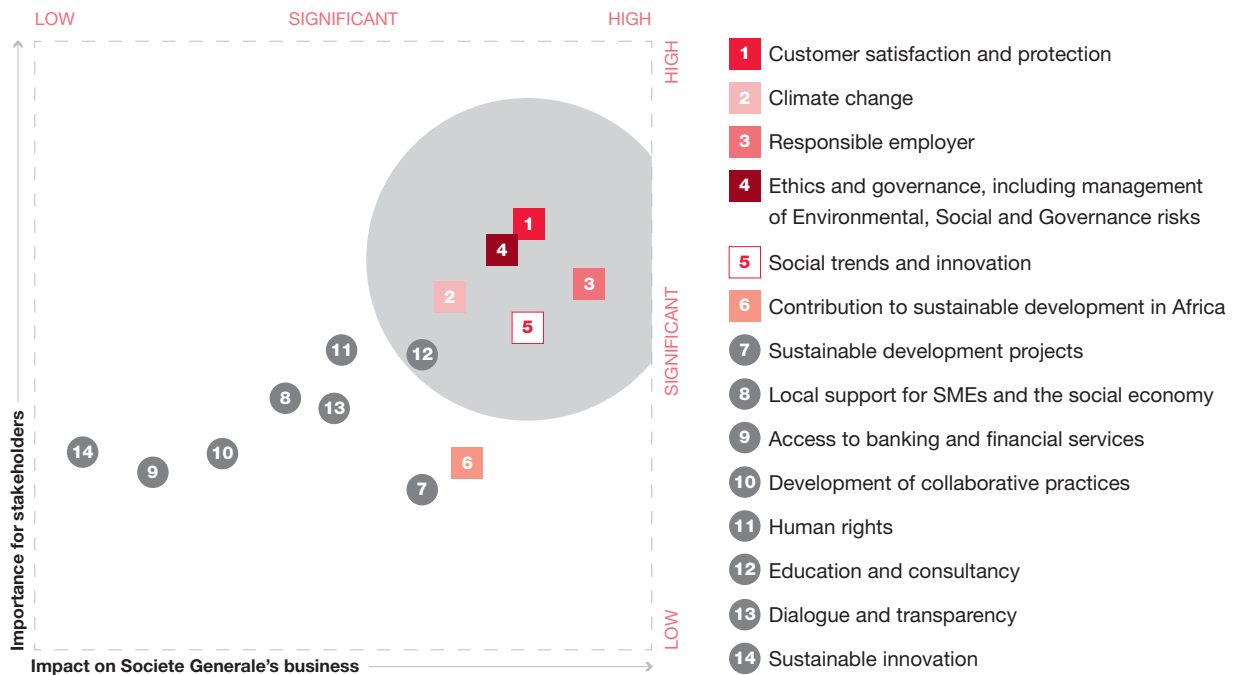 LOW SIGNIFICANT HIGH
HIGH
SIGNIFICANT
LOW
Importance for stakeholders
Impact on Societe Generale's business
1
4
3
2
5
11
12
8
13
14
10
9
6
7
1 Customer satisfaction and protection
2 Climate change
3 Responsible employer
4 Ethics and governance, including management
of Environmental, Social and Governance risks
5 Social trends and innovation
6 Contribution to sustainable development in Africa
7 Sustainable development projects
8 Local support for SMEs and the social economy
9 Access to banking and financial services
10 Development of collaborative practices
11 Human rights
12 Education and consultancy
13 Dialogue and transparency
14 Sustainable innovation